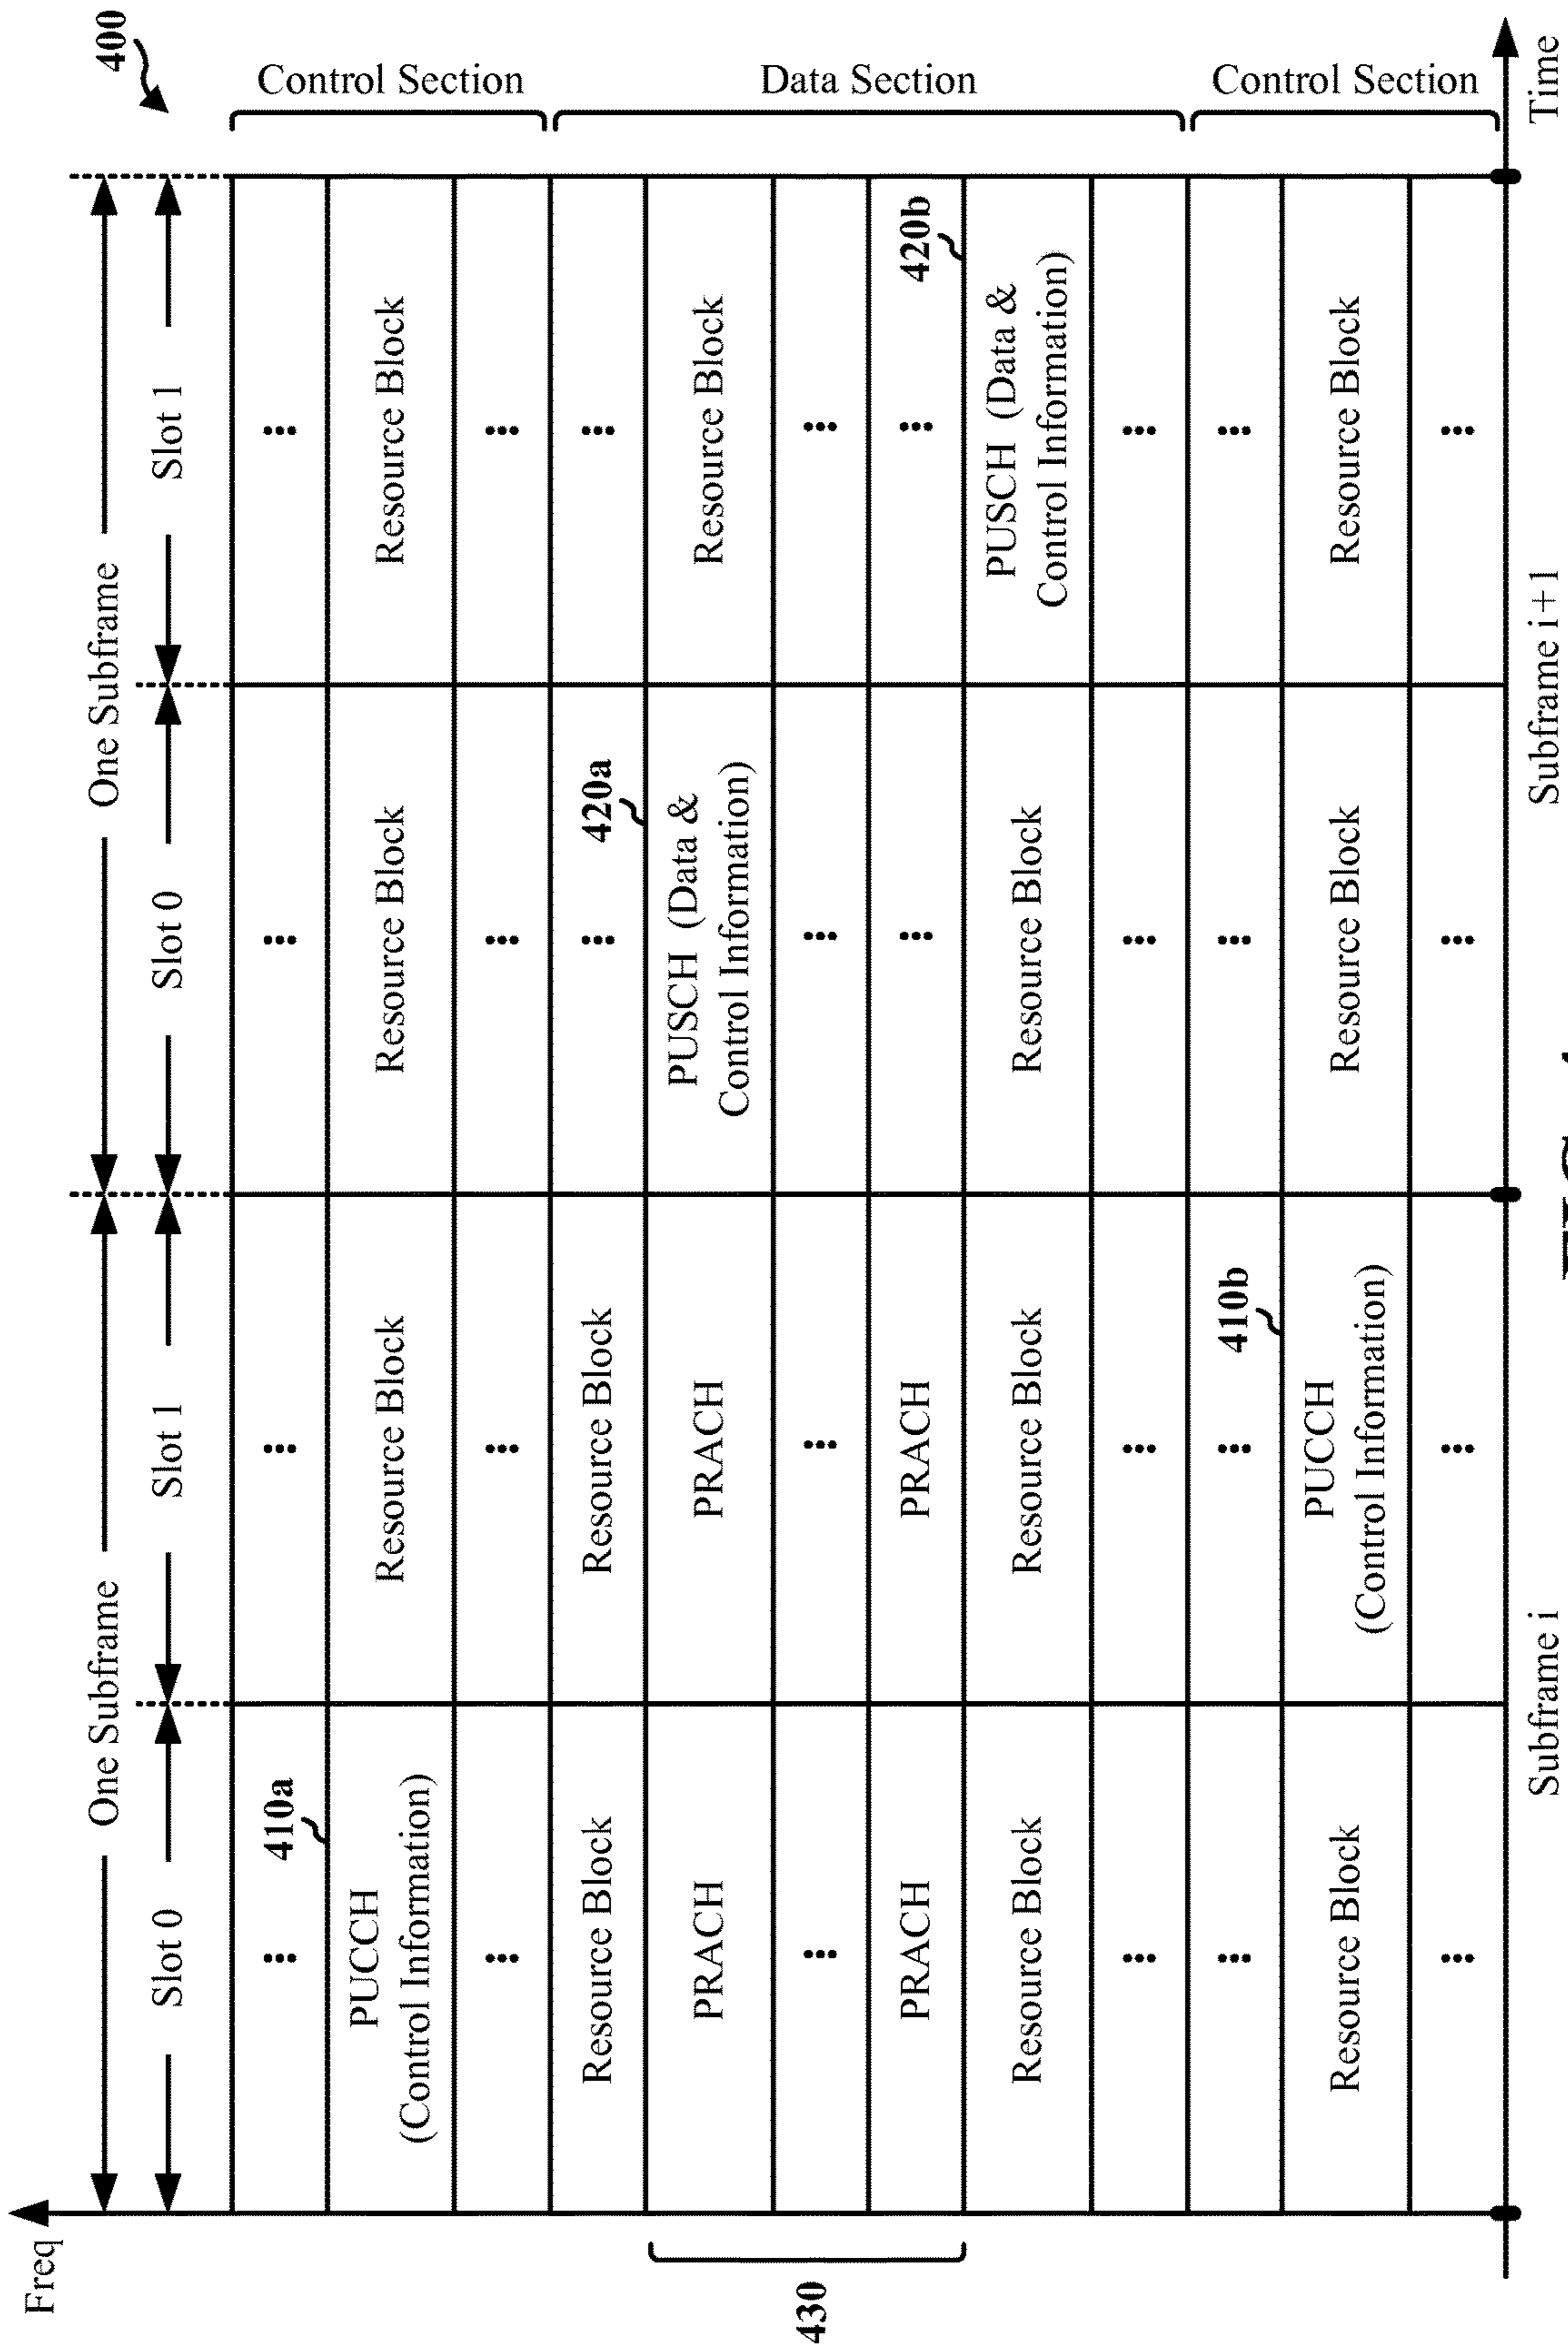 400
Freq
One Subframe
One Subframe
Slot 0
Slot 1
Slot 0
Slot 1
410a
PUCCH
(Control Information)
Resource Block
Resource Block
Resource Block
Control Section
Resource Block
Resource Block
420a
430
PRACH
PRACH
PUSCH (Data &
Control Information)
Resource Block
Data Section
PRACH
PRACH
420b
Resource Block
Resource Block
Resource Block
PUSCH (Data &
Control Information)
410b
Resource Block
PUCCH
(Control Information)
Resource Block
Resource Block
Control Section
Subframe i
Subframe i+1
Time